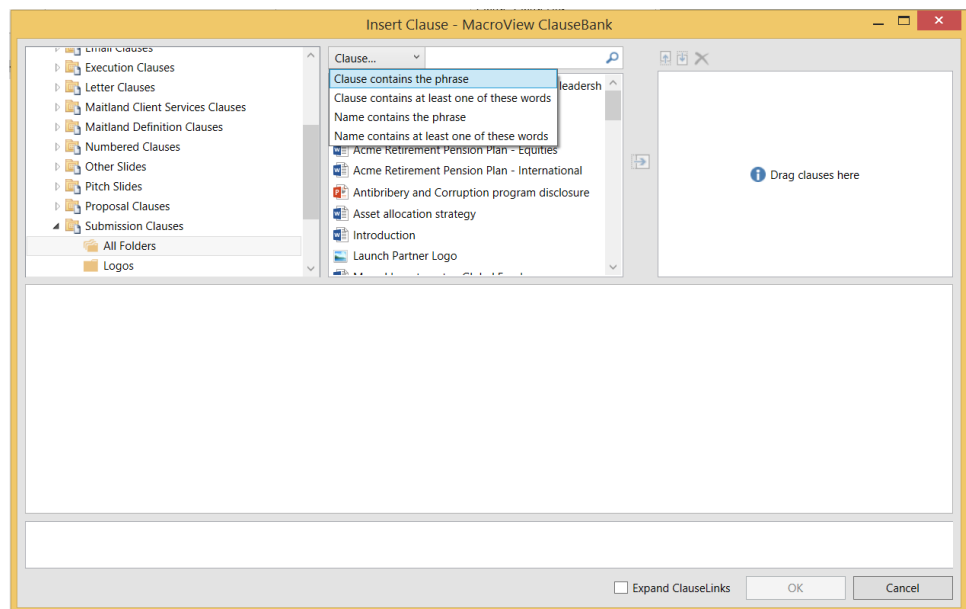 Insert Clause - MacroView ClauseBank
Email Clauses
Execution Clauses
Letter Clauses
Maitland Client Services Clauses
Maitland Definition Clauses
Numbered Clauses
Other Slides
Pitch Slides
Proposal Clauses
Submission Clauses
All Folders
Logos
Clause...
Clause contains the phrase
Clause contains at least one of these words
Name contains the phrase
Name contains at least one of these words
leadersh
Acme Retirement Pension Plan - Equities
Acme Retirement Pension Plan - International
Antibribery and Corruption program disclosure
Asset allocation strategy
Introduction
Launch Partner Logo
Drag clauses here
Expand ClauseLinks
OK
Cancel